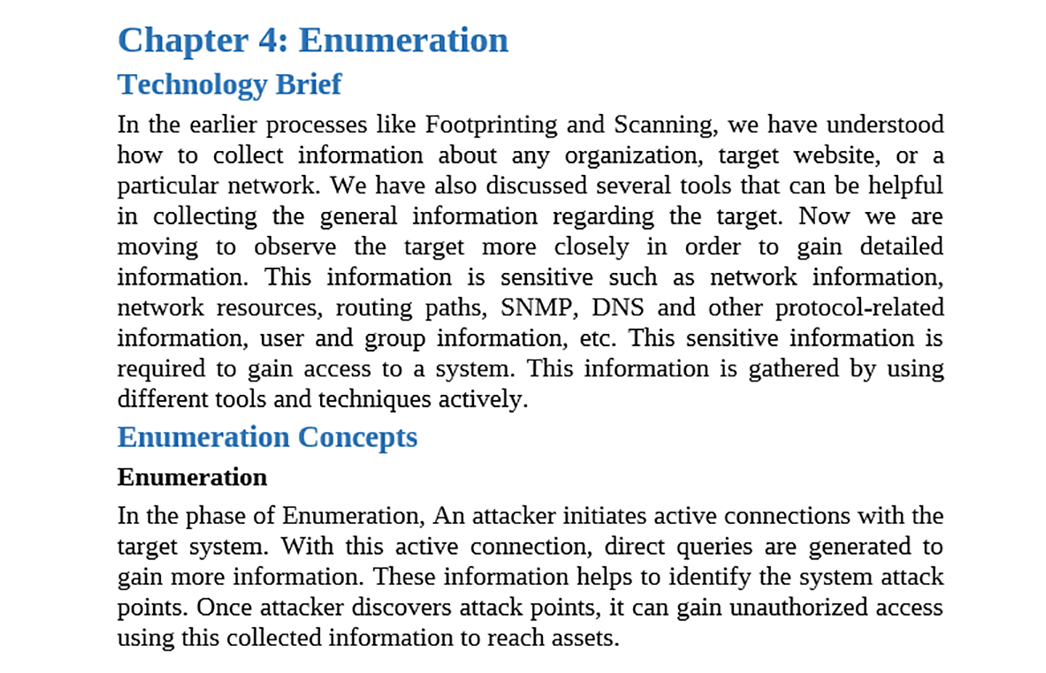 Chapter 4: Enumeration
Technology Brief
In the earlier processes like Footprinting and Scanning, we have understood
how to collect information about any organization, target website, or a
particular network. We have also discussed several tools that can be helpful
in collecting the general information regarding the target. Now we are
moving to observe the target more closely in order to gain detailed
information. This information is sensitive such as network information,
network resources, routing paths, SNMP, DNS and other protocol-related
information, user and group information, etc. This sensitive information is
required to gain access to a system. This information is gathered by using
different tools and techniques actively.
Enumeration Concepts
Enumeration
In the phase of Enumeration, An attacker initiates active connections with the
target system. With this active connection, direct queries are generated to
gain more information. These information helps to identify the system attack
points. Once attacker discovers attack points, it can gain unauthorized access
using this collected information to reach assets.